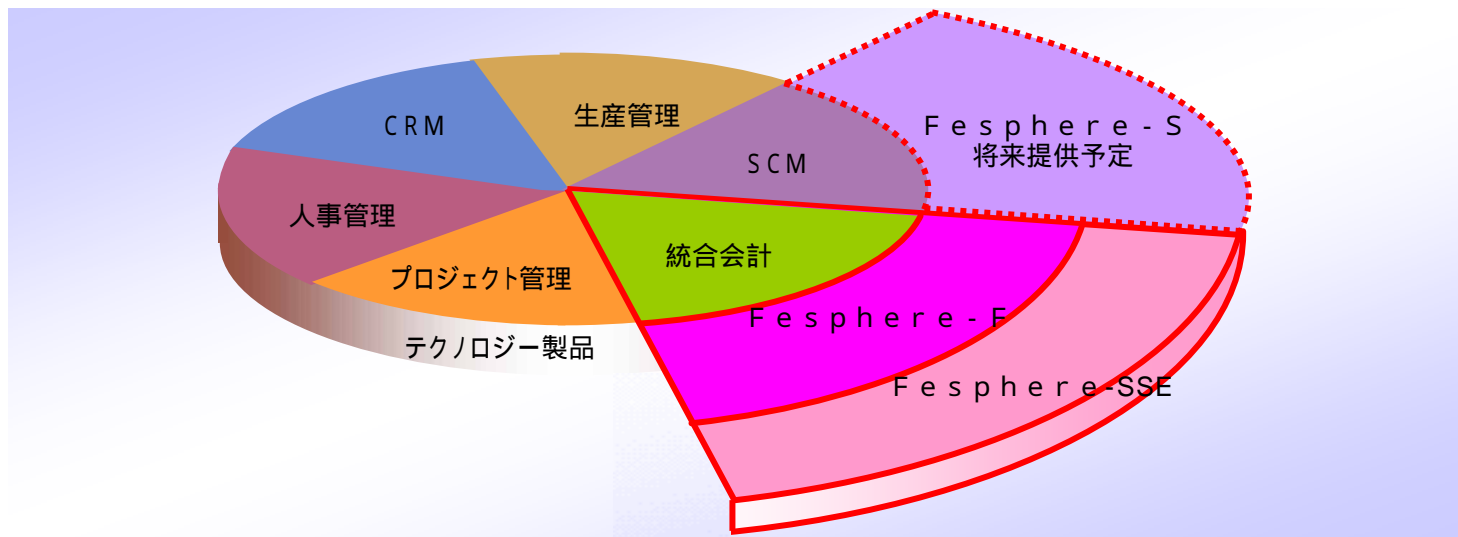 生産管理
ＣＲＭ
Ｆｅｓｐｈｅｒｅ－Ｓ
将来提供予定
ＳＣＭ
人事管理
統合会計
プロジェクト管理
Ｆｅｓｐｈｅｒｅ－Ｆ
テクノロジー製品
Ｆｅｓｐｈｅｒｅ-SSE